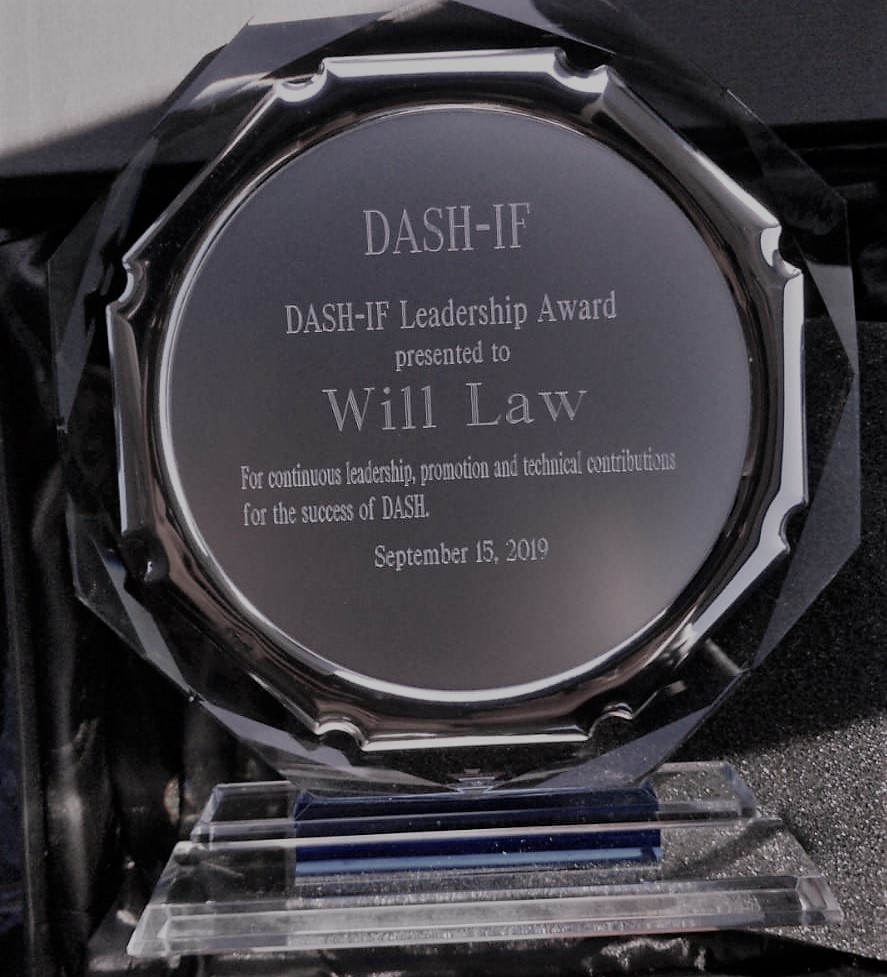 DASH-IF
DASH-IF Leadership Award
presented to
Will Law
For continuous leadership, promotion and technical contributions
for the success of DASH.
September 15, 2019